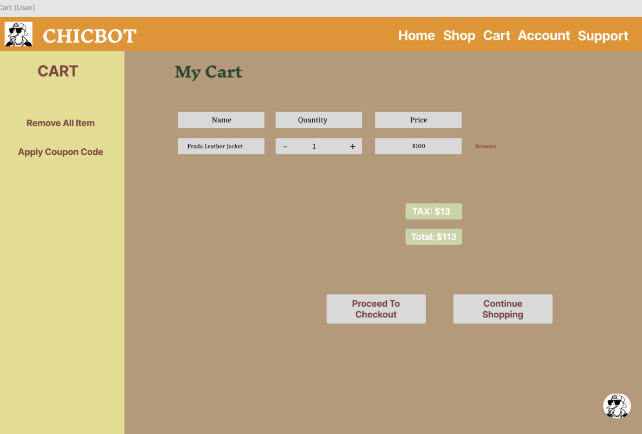 Cart (User)
CHICBOT
Home Shop Cart Account Support
CART
Remove All Item
Apply Coupon Code
My Cart
Name Quantity Price
Prada Leather Jacket − 1 + $100 Remove
TAX: $13
Total: $113
Proceed To
Checkout
Continue
Shopping